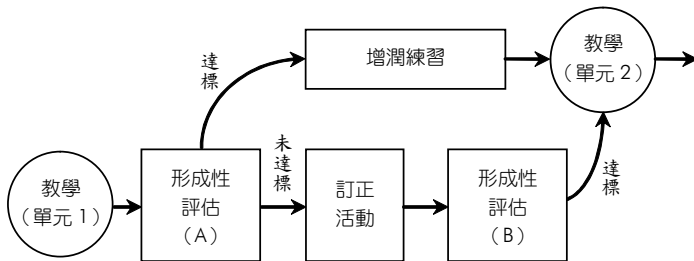 教學
（單元 1）
形成性
評估
（A）
達標
增潤練習
未達標
訂正
活動
形成性
評估
（B）
達標
教學
（單元 2）